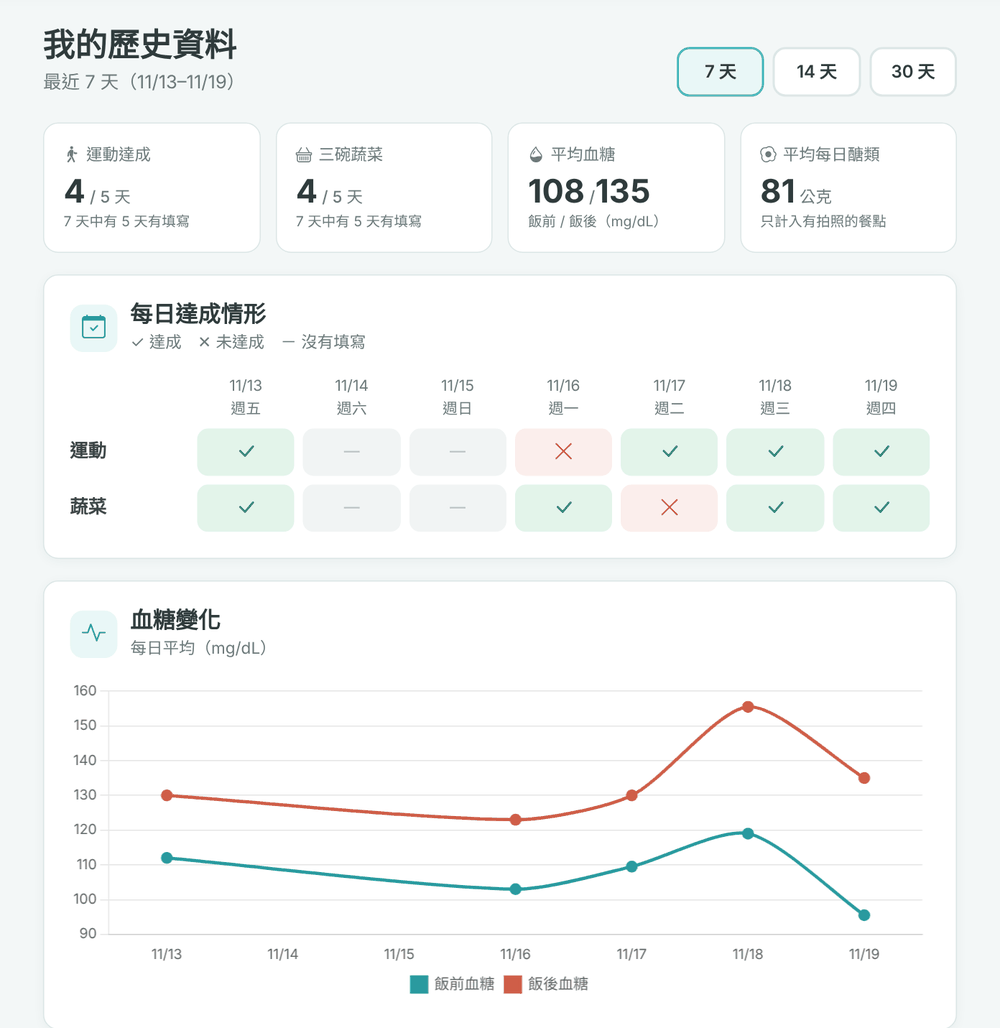 我的歷史資料
最近 7 天（11/13–11/19）
7 天
14 天
30 天
運動達成
4 / 5 天
7 天中有 5 天有填寫
三碗蔬菜
4 / 5 天
7 天中有 5 天有填寫
平均血糖
108 / 135
飯前 / 飯後（mg/dL）
平均每日醣類
81 公克
只計入有拍照的餐點
每日達成情形
✓ 達成 ✕ 未達成 — 沒有填寫
11/13 11/14 11/15 11/16 11/17 11/18 11/19
週五 週六 週日 週一 週二 週三 週四
運動 ✓ — — ✕ ✓ ✓ ✓
蔬菜 ✓ — — ✓ ✕ ✓ ✓
血糖變化
每日平均（mg/dL）
160
150
140
130
120
110
100
90
11/13 11/14 11/15 11/16 11/17 11/18 11/19
飯前血糖 飯後血糖